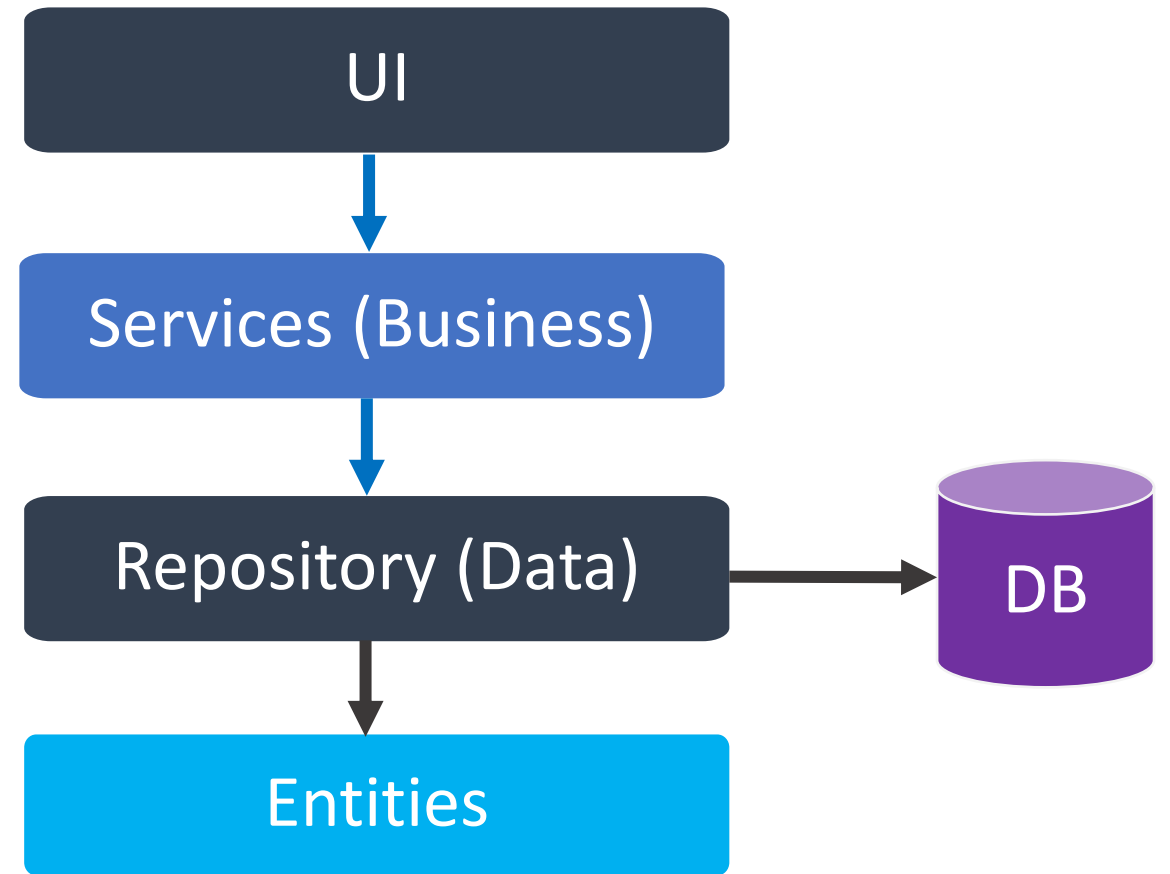 UI
Services (Business)
Repository (Data)
DB
Entities